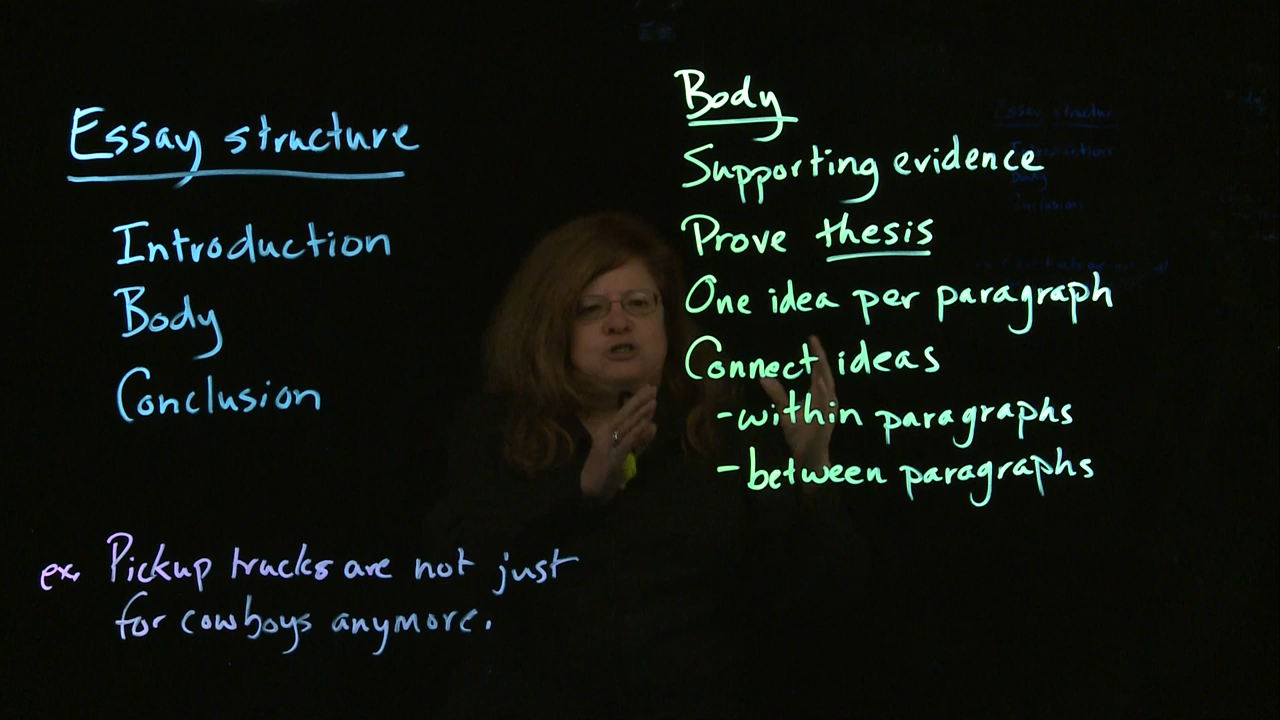 Essay structure
Introduction
Body
Conclusion
ex. Pickup trucks are not just
for cowboys anymore.
Body
Supporting evidence
Prove thesis
One idea per paragraph
Connect ideas
-within paragraphs
-between paragraphs